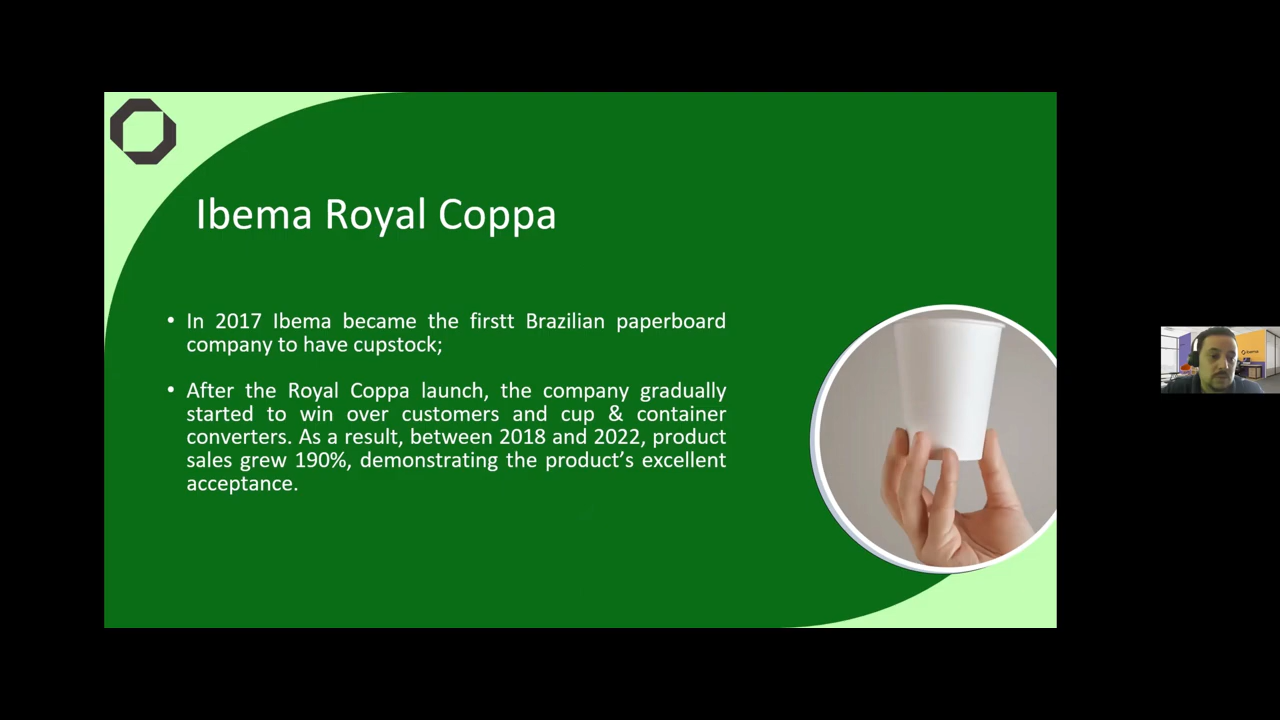 Ibema Royal Coppa
• In 2017 Ibema became the firstt Brazilian paperboard
company to have cupstock;
• After the Royal Coppa launch, the company gradually
started to win over customers and cup & container
converters. As a result, between 2018 and 2022, product
sales grew 190%, demonstrating the product’s excellent
acceptance.